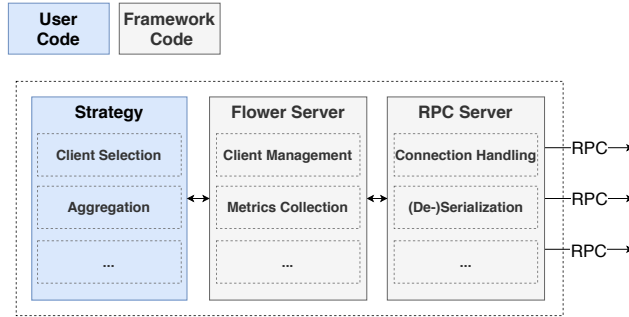 User
Code
Framework
Code
Strategy
Client Selection
Aggregation
...
Flower Server
Client Management
Metrics Collection
...
RPC Server
Connection Handling
(De-)Serialization
...
RPC
RPC
RPC